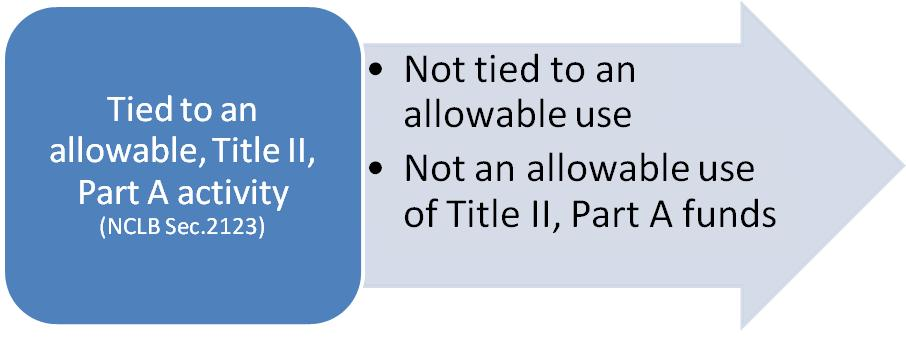 Tied to an
allowable, Title II,
Part A activity
(NCLB Sec.2123)
• Not tied to an
allowable use
• Not an allowable use
of Title II, Part A funds